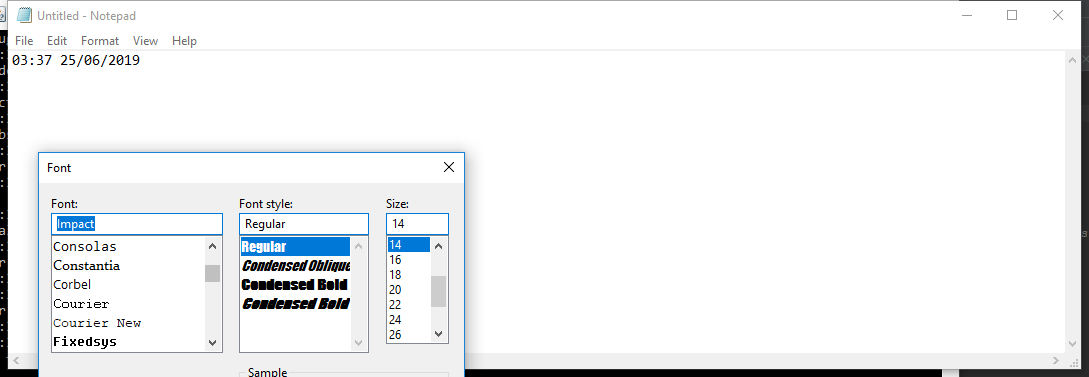 Untitled - Notepad
File Edit Format View Help
03:37 25/06/2019
Font
Font: Font style: Size:
Impact Regular 14
Consolas
Constantia
Corbel
Courier
Courier New
Fixedsys
Regular
Condensed Oblique
Condensed Bold
Condensed Bold
14
16
18
20
22
24
26
Sample